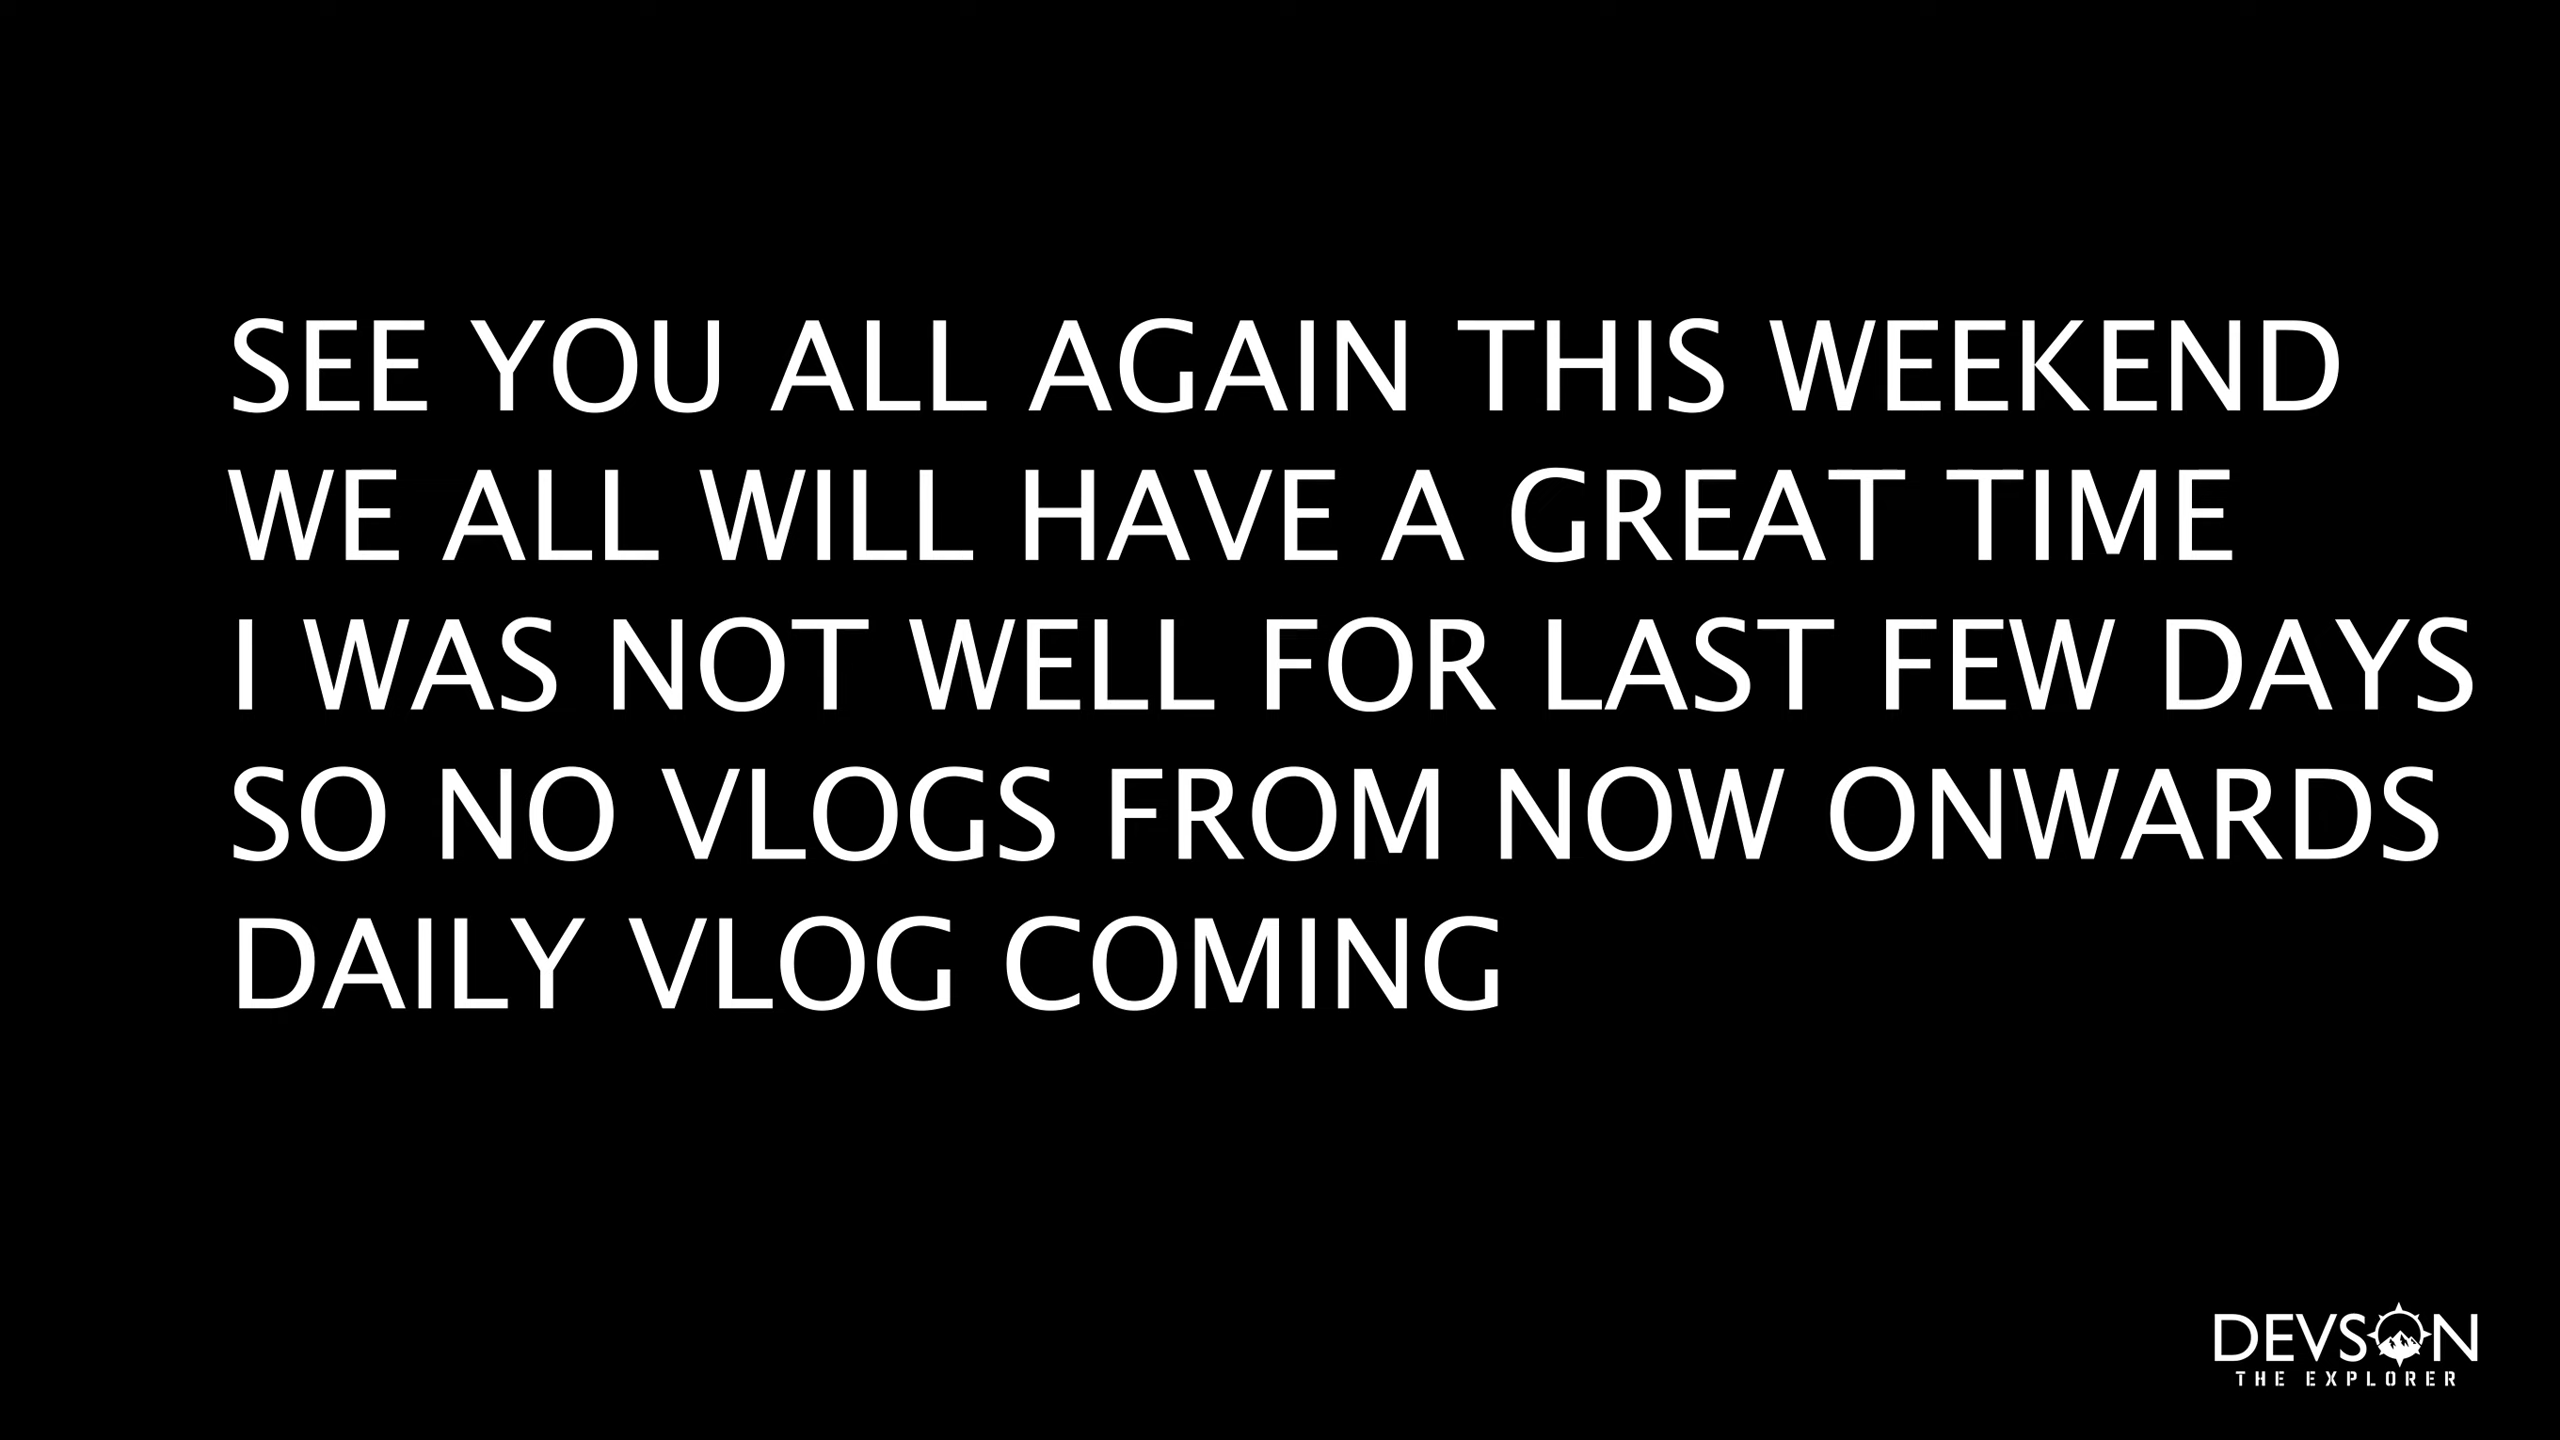 SEE YOU ALL AGAIN THIS WEEKEND
WE ALL WILL HAVE A GREAT TIME
I WAS NOT WELL FOR LAST FEW DAYS
SO NO VLOGS FROM NOW ONWARDS
DAILY VLOG COMING
DEVSON
THE EXPLORER